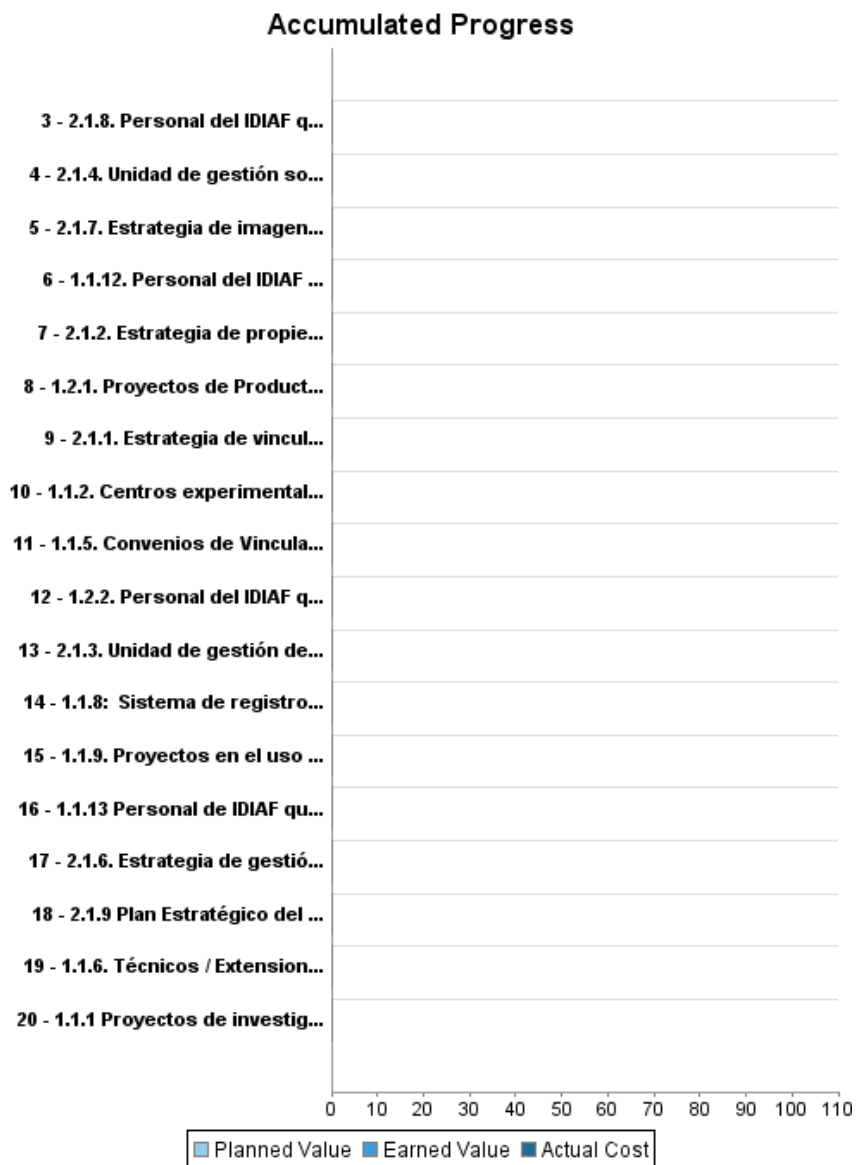 Accumulated Progress
3 - 2.1.8. Personal del IDIAF q...
4 - 2.1.4. Unidad de gestión so...
5 - 2.1.7. Estrategia de imagen...
6 - 1.1.12. Personal del IDIAF ...
7 - 2.1.2. Estrategia de propie...
8 - 1.2.1. Proyectos de Product...
9 - 2.1.1. Estrategia de vincul...
10 - 1.1.2. Centros experimental...
11 - 1.1.5. Convenios de Vincula...
12 - 1.2.2. Personal del IDIAF q...
13 - 2.1.3. Unidad de gestión de...
14 - 1.1.8:  Sistema de registro...
15 - 1.1.9. Proyectos en el uso ...
16 - 1.1.13 Personal de IDIAF qu...
17 - 2.1.6. Estrategia de gestió...
18 - 2.1.9 Plan Estratégico del ...
19 - 1.1.6. Técnicos / Extension...
20 - 1.1.1 Proyectos de investig...
0 10 20 30 40 50 60 70 80 90 100 110
Planned Value Earned Value Actual Cost